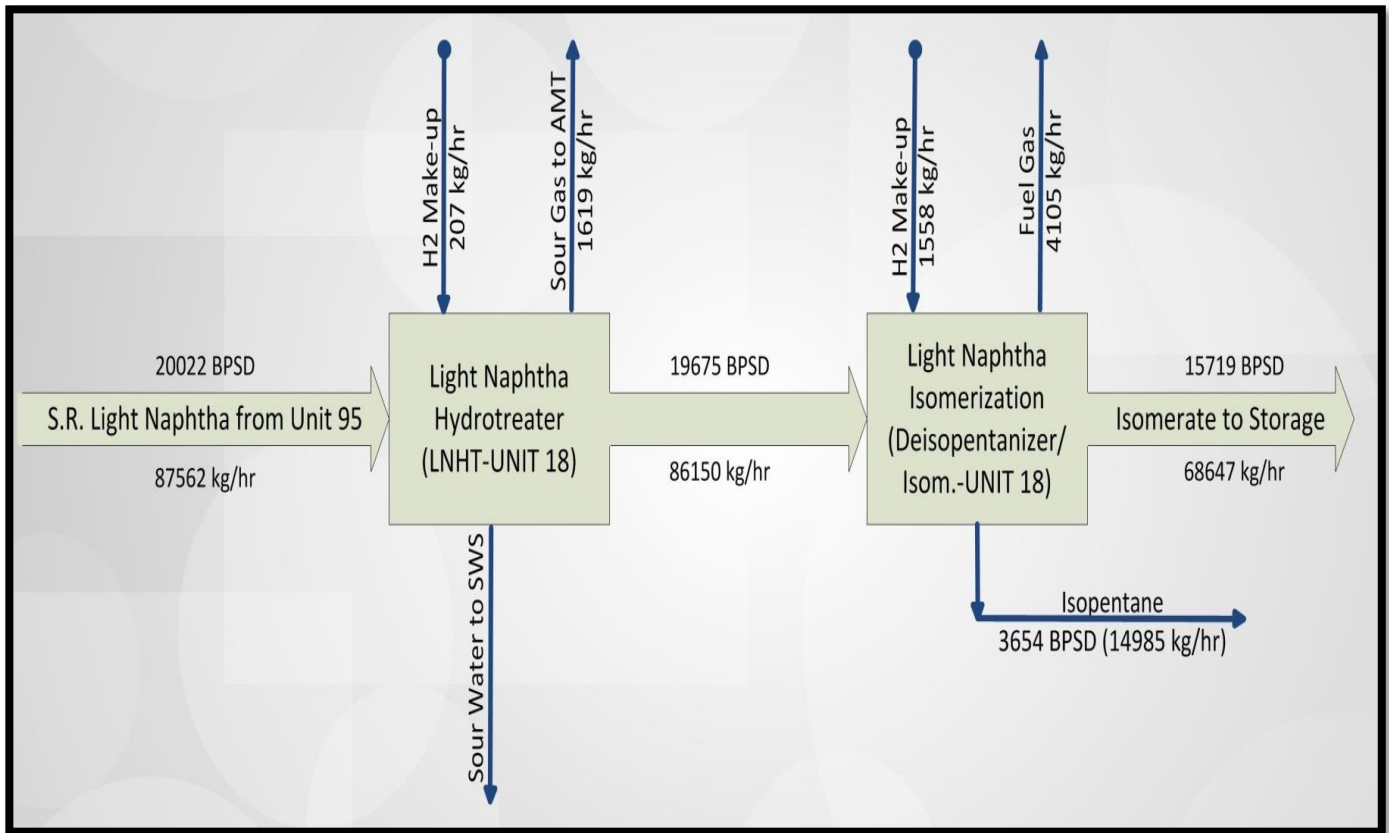 H2 Make-up
207 kg/hr
Sour Gas to AMT
1619 kg/hr
H2 Make-up
1558 kg/hr
Fuel Gas
4105 kg/hr
20022 BPSD
S.R. Light Naphtha from Unit 95
87562 kg/hr
Light Naphtha
Hydrotreater
(LNHT-UNIT 18)
19675 BPSD
86150 kg/hr
Light Naphtha
Isomerization
(Deisopentanizer/
Isom.-UNIT 18)
15719 BPSD
Isomerate to Storage
68647 kg/hr
Sour Water to SWS
Isopentane
3654 BPSD (14985 kg/hr)